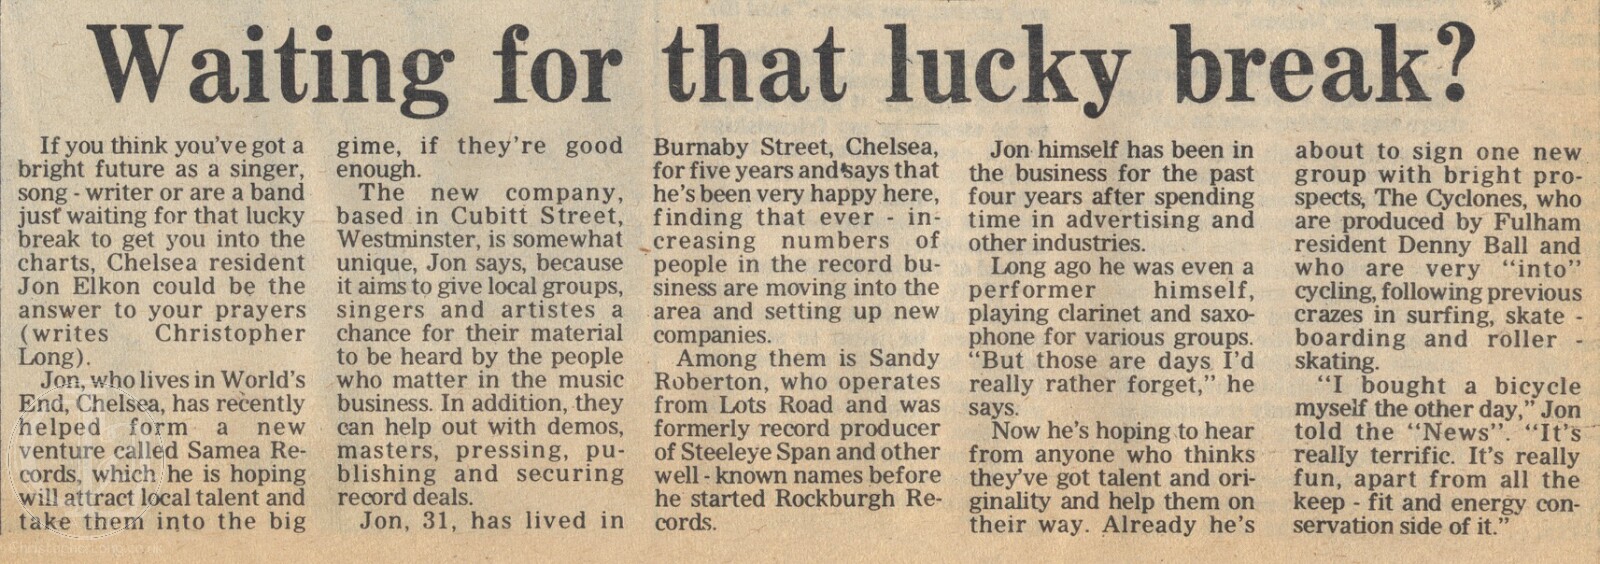 Waiting for that lucky break?
If you think you've got a
bright future as a singer,
song - writer or are a band
just waiting for that lucky
break to get you into the
charts, Chelsea resident
Jon Elkon could be the
answer to your prayers
(writes Christopher
Long).
Jon, who lives in World's
End, Chelsea, has recently
helped form a new
venture called Samea Re-
cords, which he is hoping
will attract local talent and
take them into the big
gime, if they're good
enough.
The new company,
based in Cubitt Street,
Westminster, is somewhat
unique, Jon says, because
it aims to give local groups,
singers and artistes a
chance for their material
to be heard by the people
who matter in the music
business. In addition, they
can help out with demos,
masters, pressing, pu-
blishing and securing
record deals.
Jon, 31, has lived in
Burnaby Street, Chelsea,
for five years and says that
he's been very happy here,
finding that ever - in-
creasing numbers of
people in the record bu-
siness are moving into the
area and setting up new
companies.
Among them is Sandy
Roberton, who operates
from Lots Road and was
formerly record producer
of Steeleye Span and other
well - known names before
he started Rockburgh Re-
cords.
Jon himself has been in
the business for the past
four years after spending
time in advertising and
other industries.
Long ago he was even a
performer himself,
playing clarinet and saxo-
phone for various groups.
"But those are days I'd
really rather forget," he
says.
Now he's hoping to hear
from anyone who thinks
they've got talent and ori-
ginality and help them on
their way. Already he's
about to sign one new
group with bright pro-
spects, The Cyclones, who
are produced by Fulham
resident Denny Ball and
who are very "into"
cycling, following previous
crazes in surfing, skate -
boarding and roller -
skating.
"I bought a bicycle
myself the other day," Jon
told the "News". "It's
really terrific. It's really
fun, apart from all the
keep - fit and energy con-
servation side of it."